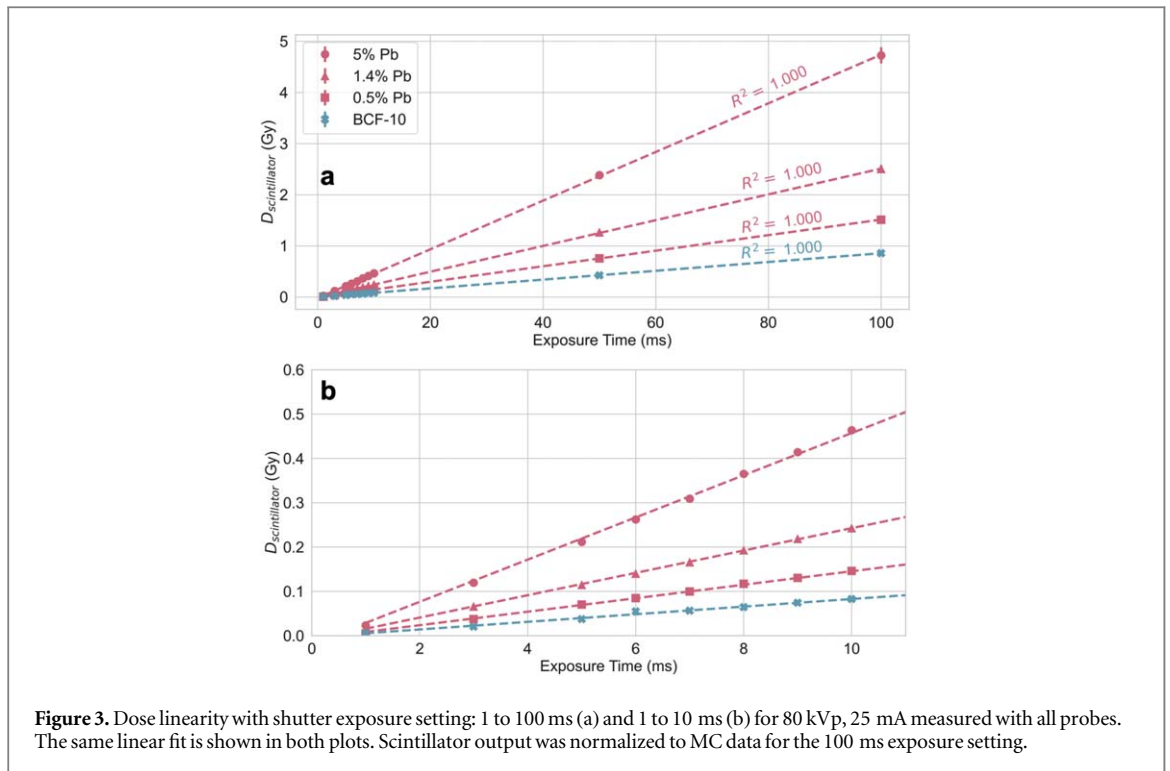 5
5% Pb
1.4% Pb
0.5% Pb
BCF-10
4
3
2
1
0
D_scintillator (Gy)
a
R² = 1.000
R² = 1.000
R² = 1.000
R² = 1.000
0 20 40 60 80 100
Exposure Time (ms)
0.6
0.5
0.4
0.3
0.2
0.1
0.0
D_scintillator (Gy)
b
0 2 4 6 8 10
Exposure Time (ms)
Figure 3. Dose linearity with shutter exposure setting: 1 to 100 ms (a) and 1 to 10 ms (b) for 80 kVp, 25 mA measured with all probes.
The same linear fit is shown in both plots. Scintillator output was normalized to MC data for the 100 ms exposure setting.